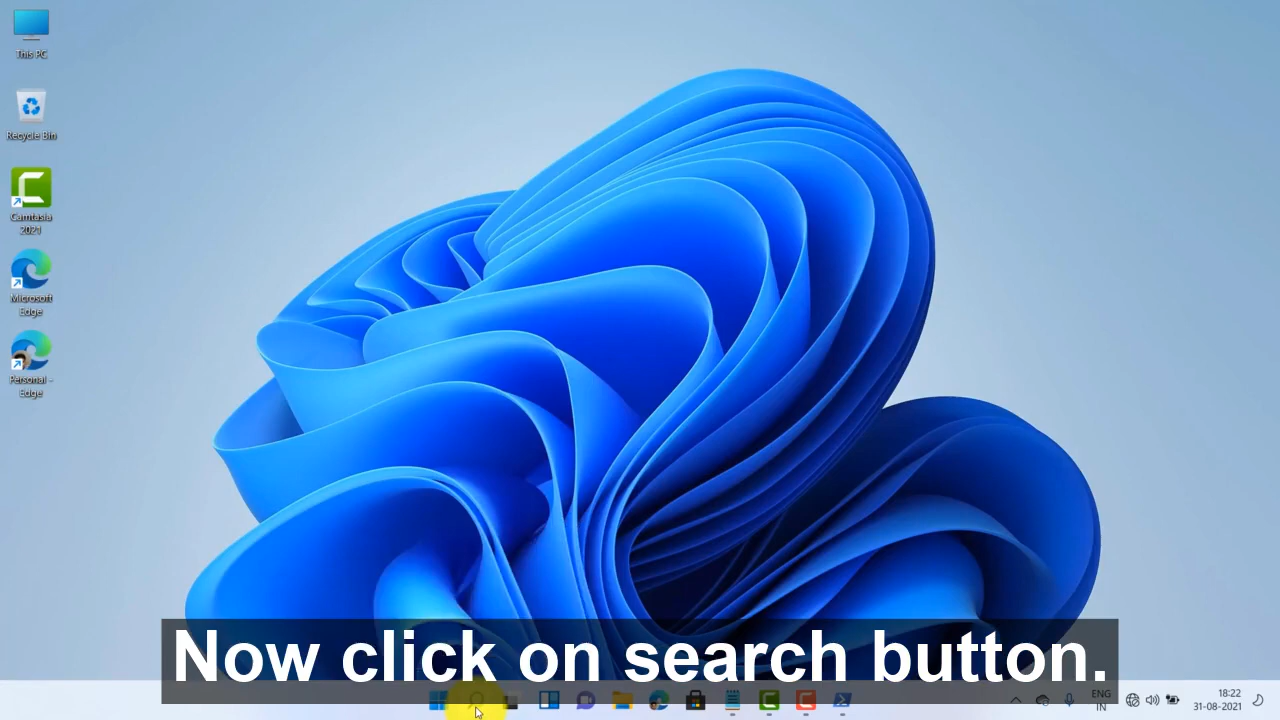 This PC
Recycle Bin
Camtasia
2021
Microsoft
Edge
Personal -
Edge
Now click on search button.
ENG
IN
18:22
31-08-2021